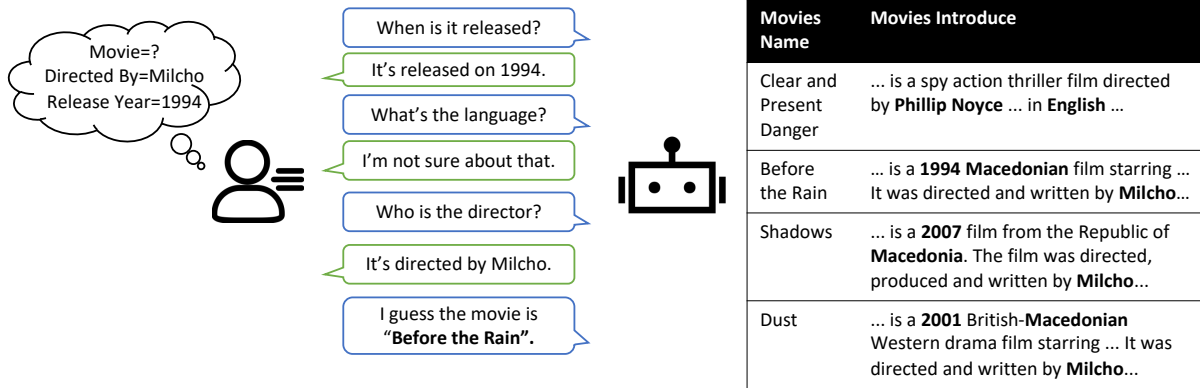 Movie=?
Directed By=Milcho
Release Year=1994
When is it released?
It's released on 1994.
What's the language?
I'm not sure about that.
Who is the director?
It's directed by Milcho.
I guess the movie is
“Before the Rain”.
Movies Name
Movies Introduce
Clear and
Present
Danger
... is a spy action thriller film directed
by Phillip Noyce ... in English ...
Before
the Rain
... is a 1994 Macedonian film starring ...
It was directed and written by Milcho...
Shadows
... is a 2007 film from the Republic of
Macedonia. The film was directed,
produced and written by Milcho...
Dust
... is a 2001 British-Macedonian
Western drama film starring ... It was
directed and written by Milcho...